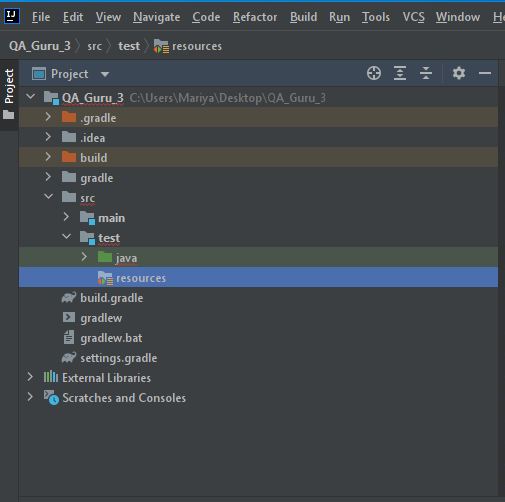 IJ File Edit View Navigate Code Refactor Build Run Tools VCS Window He
QA_Guru_3 src test resources
Project
Project
QA_Guru_3 C:\Users\Mariya\Desktop\QA_Guru_3
.gradle
.idea
build
gradle
src
main
test
java
resources
build.gradle
gradlew
gradlew.bat
settings.gradle
External Libraries
Scratches and Consoles